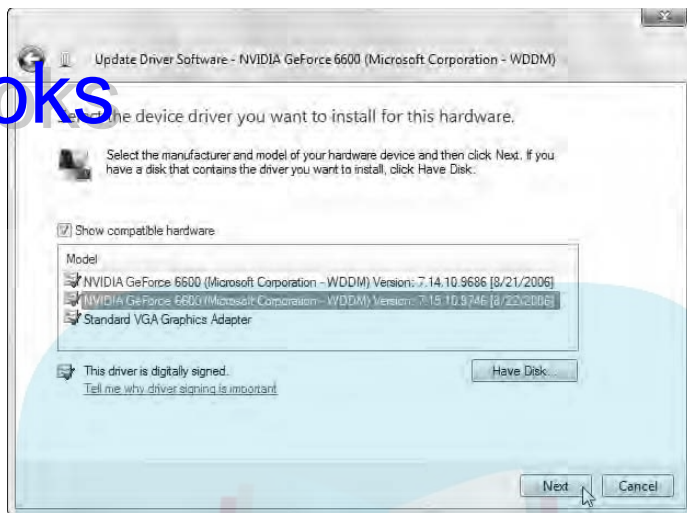 Update Driver Software - NVIDIA GeForce 6600 (Microsoft Corporation - WDDM)
oks
Select the device driver you want to install for this hardware.
Select the manufacturer and model of your hardware device and then click Next. If you
have a disk that contains the driver you want to install, click Have Disk.
Show compatible hardware
Model
NVIDIA GeForce 6600 (Microsoft Corporation - WDDM) Version: 7.14.10.9686 [8/21/2006]
NVIDIA GeForce 6600 (Microsoft Corporation - WDDM) Version: 7.15.10.9746 [8/22/2006]
Standard VGA Graphics Adapter
This driver is digitally signed.
Have Disk...
Tell me why driver signing is important
Next
Cancel